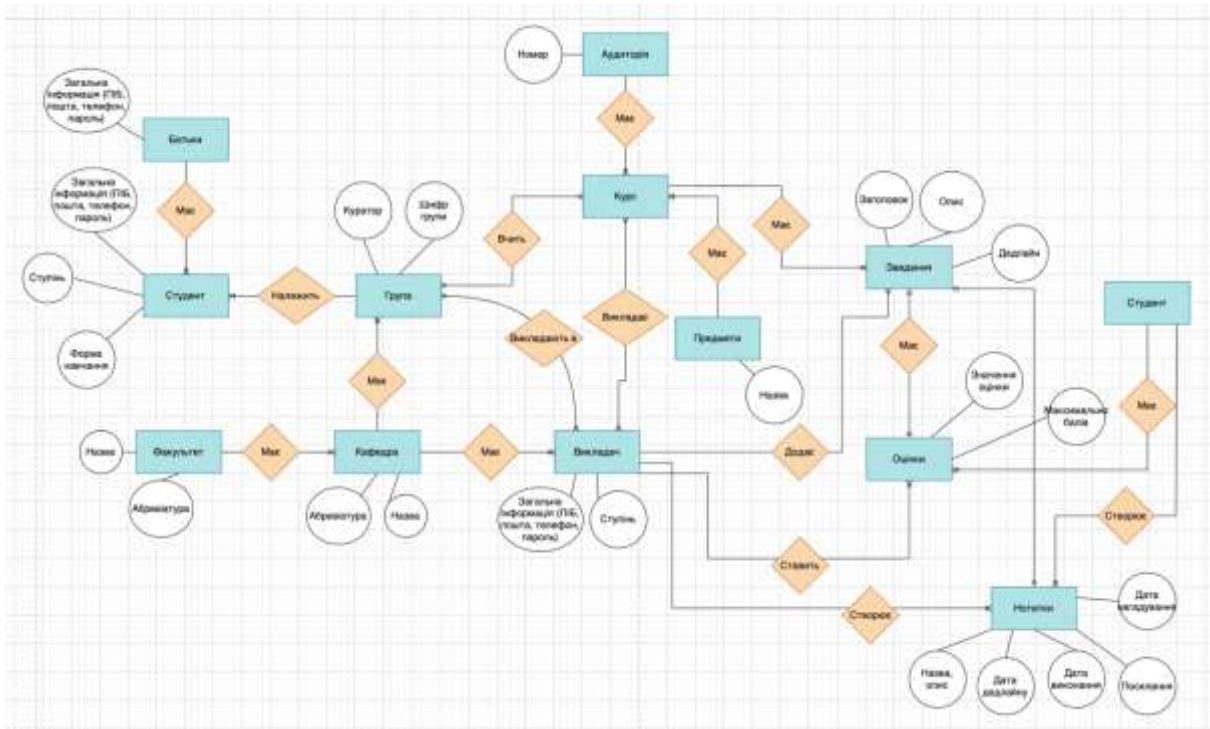 Номер
Аудиторія
Має
Загальна
інформація (ПІБ,
пошта, телефон,
пароль)
Батьки
Має
Загальна
інформація (ПІБ,
пошта, телефон,
пароль)
Ступінь
Студент
Форма
навчання
Належить
Куратор
Шифр
групи
Група
Вчить
Курс
Має
Має
Заголовок
Опис
Дедлайн
Завдання
Студент
Викладають в
Викладає
Предмети
Назва
Має
Має
Значення
оцінки
Максимально
балів
Має
Назва
Факультет
Абревіатура
Має
Кафедра
Абревіатура
Назва
Має
Викладач
Загальна
інформація (ПІБ,
пошта, телефон,
пароль)
Ступінь
Додає
Оцінки
Створює
Ставить
Створює
Нотатки
Дата
нагадування
Назва,
опис
Дата
дедлайну
Дата
виконання
Посилання